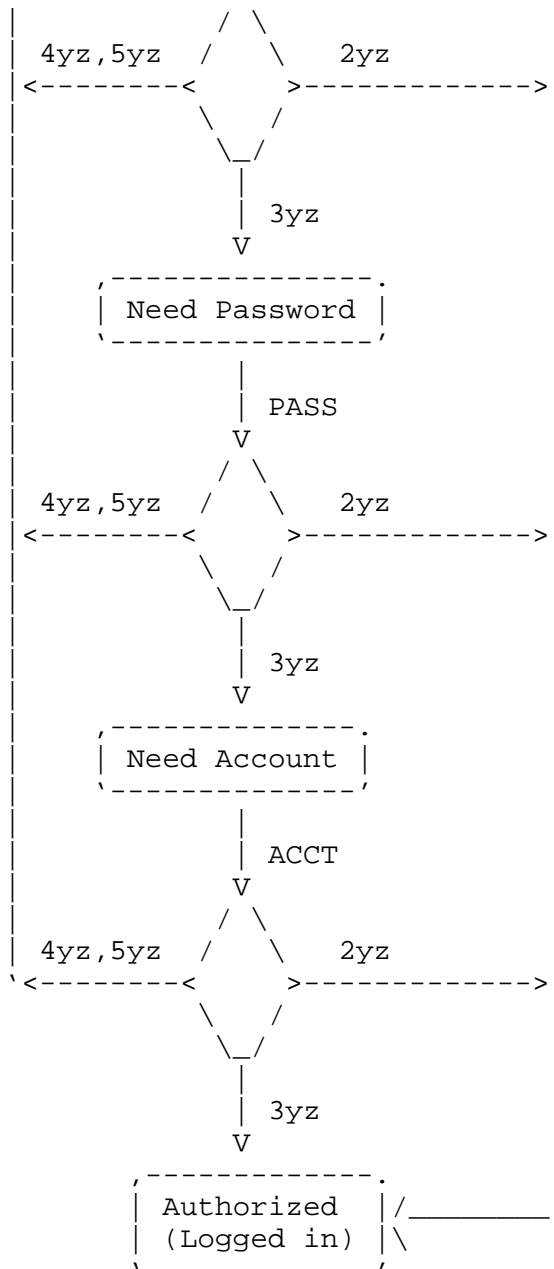 4yz,5yz 2yz
3yz
Need Password
PASS
4yz,5yz 2yz
3yz
Need Account
ACCT
4yz,5yz 2yz
3yz
Authorized
(Logged in)